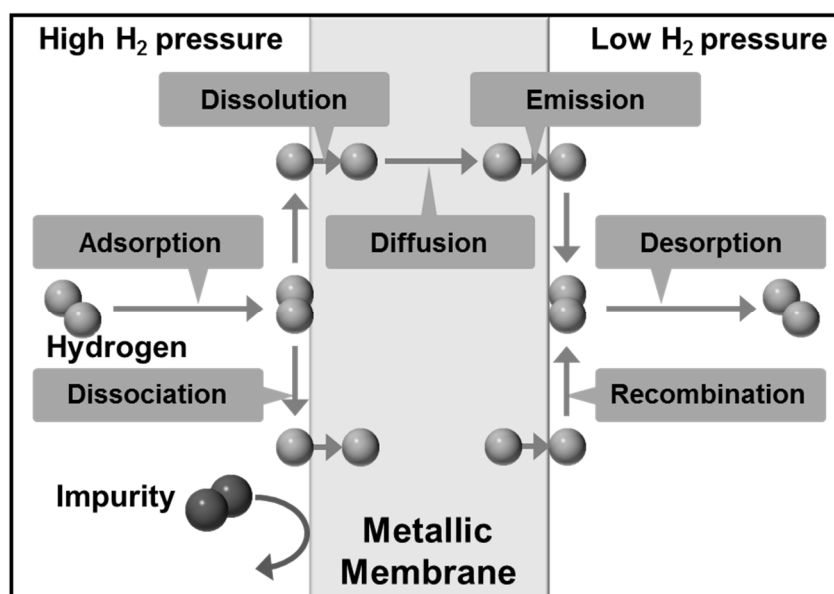 High H₂ pressure
Low H₂ pressure
Dissolution
Emission
Adsorption
Diffusion
Desorption
Hydrogen
Dissociation
Recombination
Impurity
Metallic
Membrane